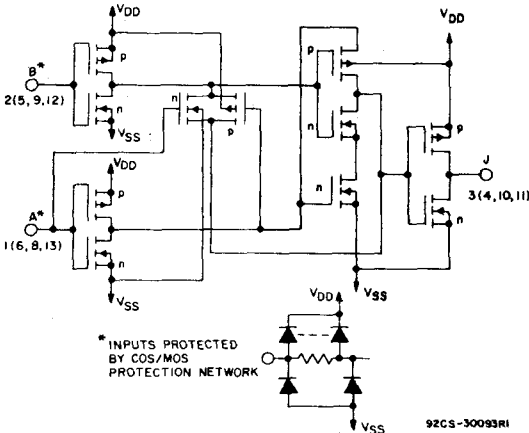 VDD
VDD
B*
2(5, 9,12)
p
n
VSS
n
p
p
n
n
p
n
J
3(4,10,11)
VDD
A*
1(6,8,13)
p
n
VSS
VSS
VDD
* INPUTS PROTECTED
BY COS/MOS
PROTECTION NETWORK
VSS
92CS-30093R1